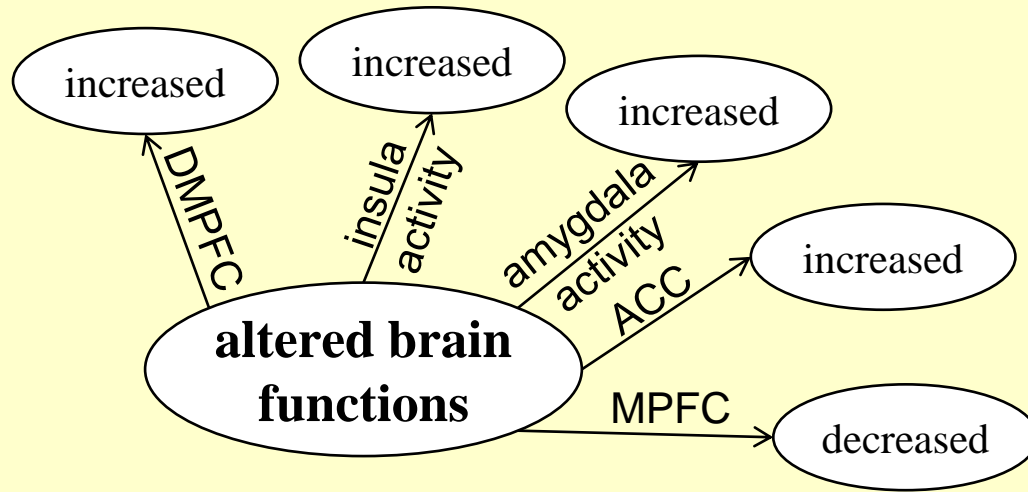 increased
increased
increased
increased
decreased
DMPFC
insula
activity
amygdala
activity
ACC
MPFC
altered brain
functions